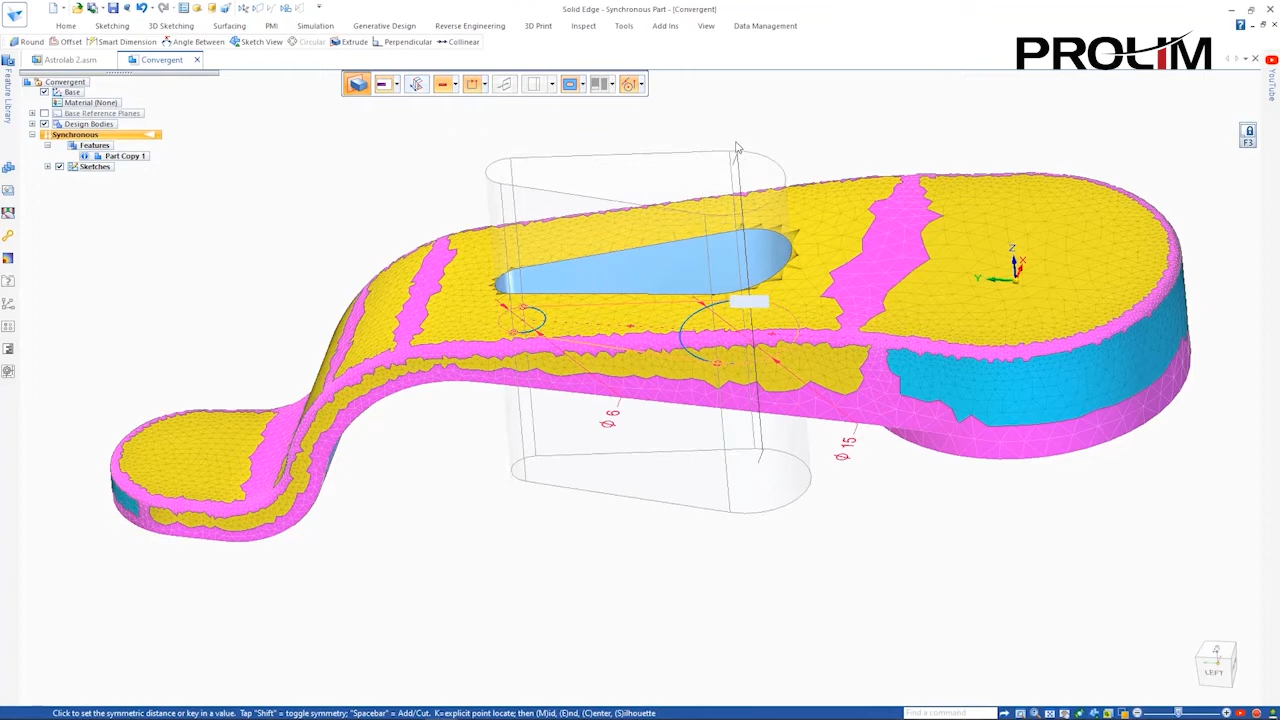 Solid Edge - Synchronous Part - [Convergent]
Home Sketching 3D Sketching Surfacing PMI Simulation Generative Design Reverse Engineering 3D Print Inspect Tools Add Ins View Data Management
Round Offset Smart Dimension Angle Between Sketch View Circular Extrude Perpendicular Collinear
PROLIM
Astrolab 2.asm Convergent
Feature Library
YouTube
Convergent
Base
Material (None)
Base Reference Planes
Design Bodies
Synchronous
Features
Part Copy 1
Sketches
F3
Z
X
Y
Ø 6
Ø 15
LEFT
Click to set the symmetric distance or key in a value. Tap "Shift" = toggle symmetry; "Spacebar" = Add/Cut. K=explicit point locate; then (M)id, (E)nd, (C)enter, (S)ilhouette
Find a command